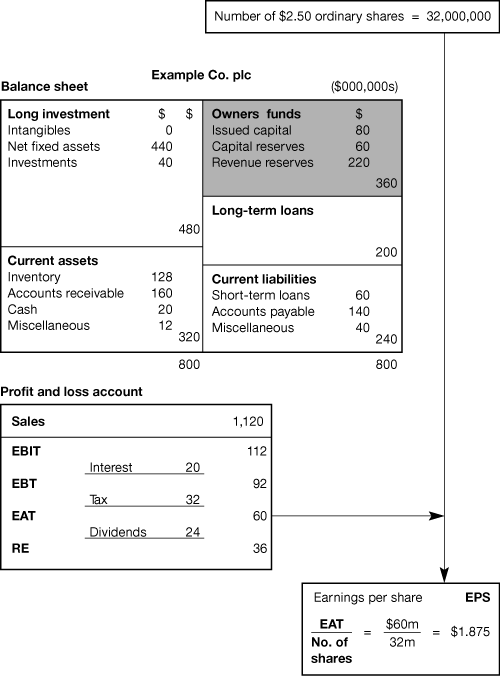 Number of $2.50 ordinary shares = 32,000,000
Example Co. plc
Balance sheet ($000,000s)
Long investment $ $
Intangibles 0
Net fixed assets 440
Investments 40
480
Current assets
Inventory 128
Accounts receivable 160
Cash 20
Miscellaneous 12
320
800
Owners funds $
Issued capital 80
Capital reserves 60
Revenue reserves 220
360
Long-term loans
200
Current liabilities
Short-term loans 60
Accounts payable 140
Miscellaneous 40
240
800
Profit and loss account
Sales 1,120
EBIT 112
Interest 20
EBT 92
Tax 32
EAT 60
Dividends 24
RE 36
Earnings per share EPS
EAT / No. of shares = $60m / 32m = $1.875